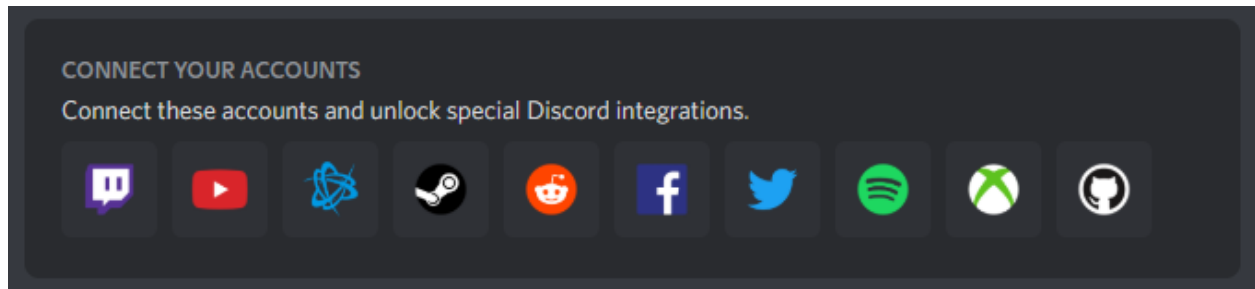 CONNECT YOUR ACCOUNTS
Connect these accounts and unlock special Discord integrations.